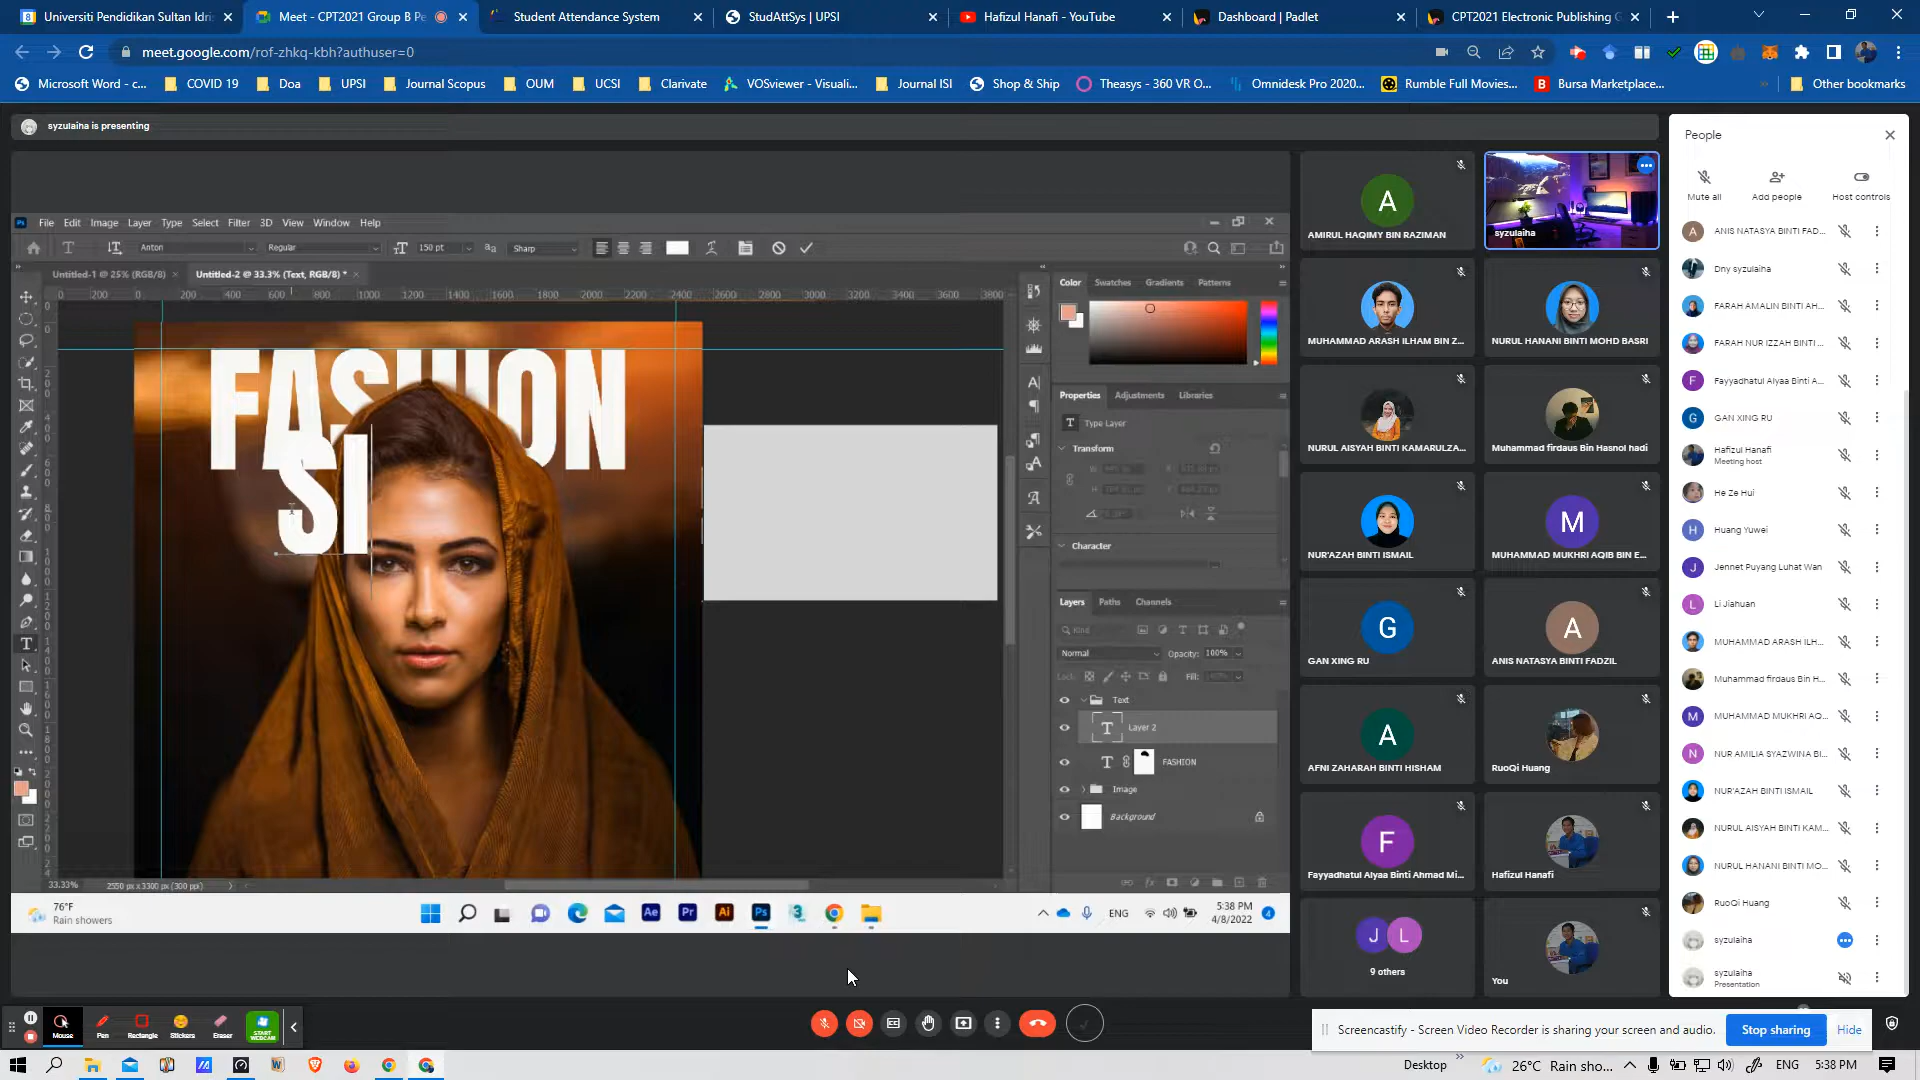 Universiti Pendidikan Sultan Idris
Meet - CPT2021 Group B Pe
Student Attendance System
StudAttSys | UPSI
Hafizul Hanafi - YouTube
Dashboard | Padlet
CPT2021 Electronic Publishing G
meet.google.com/rof-zhkq-kbh?authuser=0
Microsoft Word - c...
COVID 19
Doa
UPSI
Journal Scopus
OUM
UCSI
Clarivate
VOSviewer - Visuali...
Journal ISI
Shop & Ship
Theasys - 360 VR O...
Omnidesk Pro 2020...
Rumble Full Movies...
Bursa Marketplace...
Other bookmarks
syzulaiha is presenting
File Edit Image Layer Type Select Filter 3D View Window Help
Anton
Regular
150 pt
Sharp
Untitled-1 @ 25% (RGB/8)
Untitled-2 @ 33.3% (Text, RGB/8) *
FASHION
SI
Color Swatches Gradients Patterns
Properties Adjustments Libraries
Type Layer
Transform
Character
Layers Paths Channels
Kind
Normal
Opacity: 100%
Lock:
Fill:
Text
Layer 2
FASHION
Image
Background
33.33%
2550 px x 3300 px (300 ppi)
76°F
Rain showers
ENG
5:38 PM
4/8/2022
4
AMIRUL HAQIMY BIN RAZIMAN
syzulaiha
MUHAMMAD ARASH ILHAM BIN Z...
NURUL HANANI BINTI MOHD BASRI
NURUL AISYAH BINTI KAMARULZA...
Muhammad firdaus Bin Hasnol hadi
NUR'AZAH BINTI ISMAIL
MUHAMMAD MUKHRI AQIB BIN E...
GAN XING RU
ANIS NATASYA BINTI FADZIL
AFNI ZAHARAH BINTI HISHAM
RuoQi Huang
Fayyadhatul Alyaa Binti Ahmad Mi...
Hafizul Hanafi
9 others
You
People
Mute all
Add people
Host controls
ANIS NATASYA BINTI FAD...
Dny syzulaiha
FARAH AMALIN BINTI AH...
FARAH NUR IZZAH BINTI ...
Fayyadhatul Alyaa Binti A...
GAN XING RU
Hafizul Hanafi
Meeting host
He Ze Hui
Huang Yuwei
Jennet Puyang Luhat Wan
Li Jiahuan
MUHAMMAD ARASH ILH...
Muhammad firdaus Bin H...
MUHAMMAD MUKHRI AQ...
NUR AMILIA SYAZWINA BI...
NUR'AZAH BINTI ISMAIL
NURUL AISYAH BINTI KAM...
NURUL HANANI BINTI MO...
RuoQi Huang
syzulaiha
syzulaiha
Presentation
Mouse
Pen
Rectangle
Stickers
Eraser
START WEBCAM
Screencastify - Screen Video Recorder is sharing your screen and audio.
Stop sharing
Hide
Desktop
26°C Rain sho...
ENG
5:38 PM